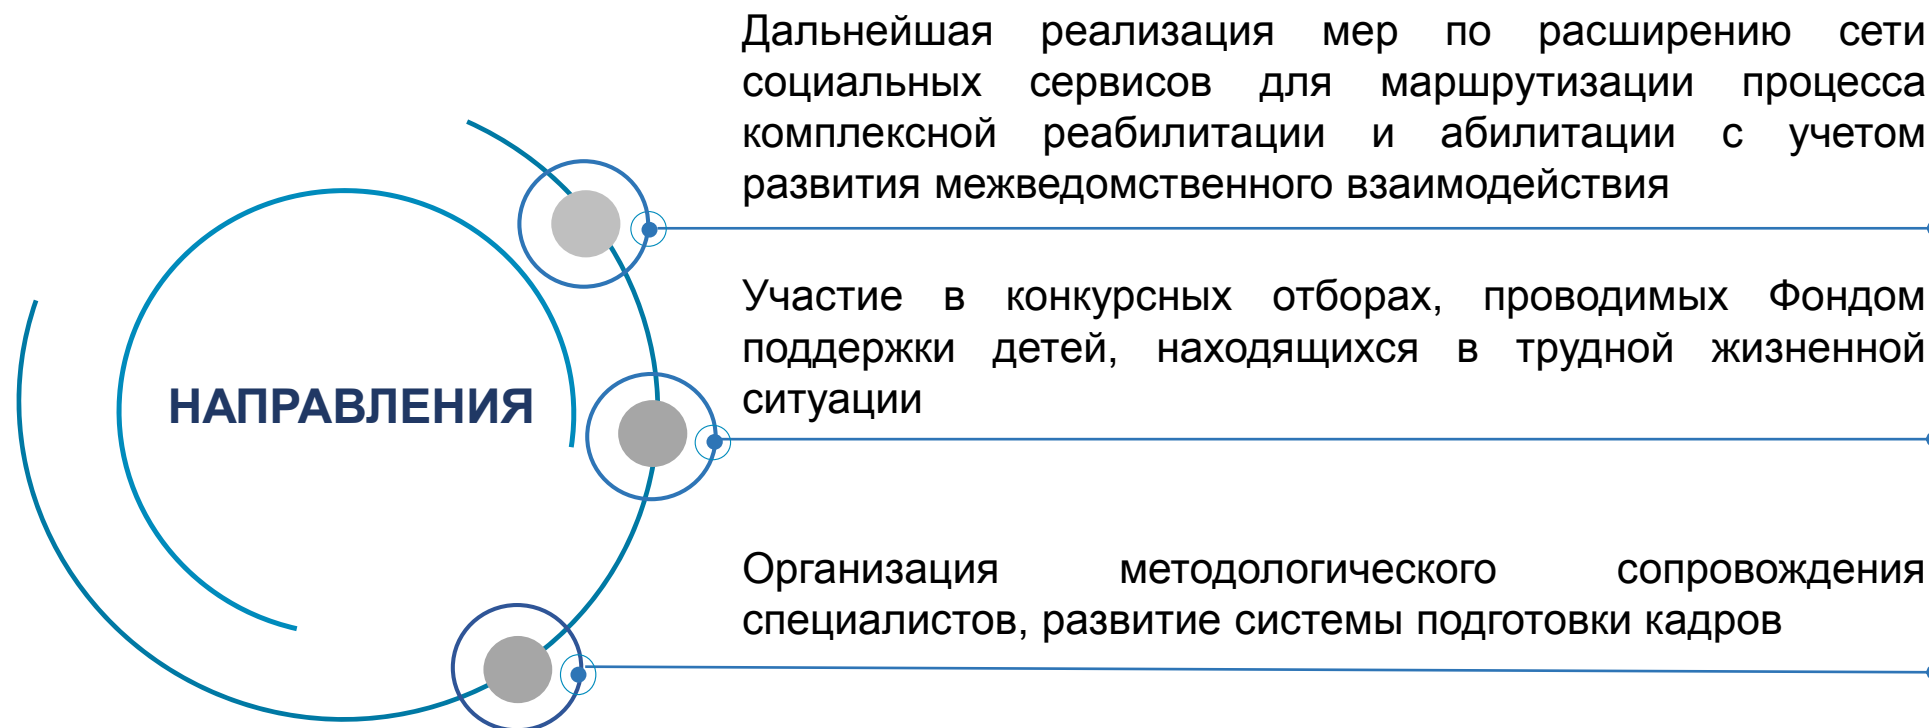 Дальнейшая реализация мер по расширению сети
социальных сервисов для маршрутизации процесса
комплексной реабилитации и абилитации с учетом
развития межведомственного взаимодействия
Участие в конкурсных отборах, проводимых Фондом
поддержки детей, находящихся в трудной жизненной
ситуации
НАПРАВЛЕНИЯ
Организация методологического сопровождения
специалистов, развитие системы подготовки кадров